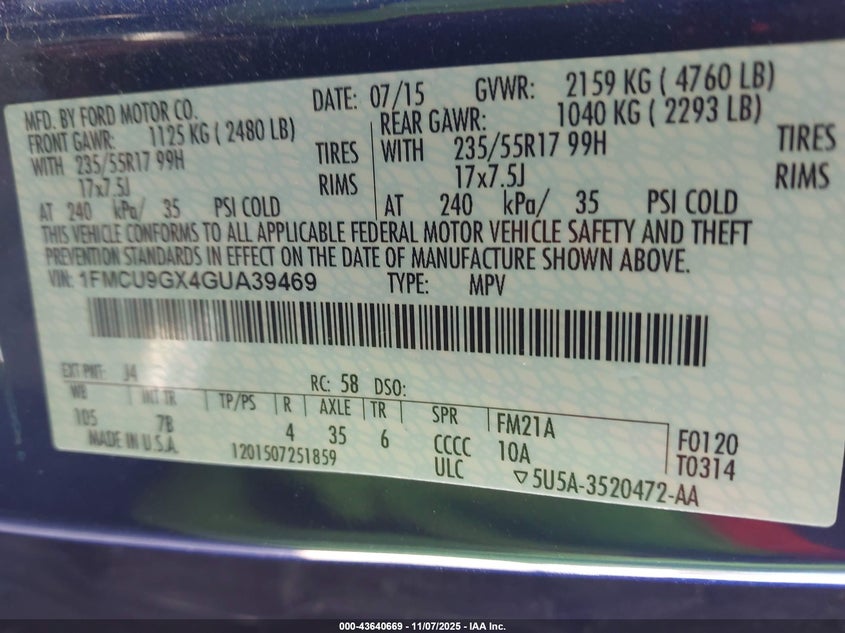 MFD. BY FORD MOTOR CO.
DATE: 07/15 GVWR: 2159 KG ( 4760 LB)
FRONT GAWR: 1125 KG ( 2480 LB)
REAR GAWR: 1040 KG ( 2293 LB)
WITH 235/55R17 99H TIRES
WITH 235/55R17 99H TIRES
17x7.5J RIMS
17x7.5J RIMS
AT 240 kPa/ 35 PSI COLD
AT 240 kPa/ 35 PSI COLD
THIS VEHICLE CONFORMS TO ALL APPLICABLE FEDERAL MOTOR VEHICLE SAFETY AND THEFT
PREVENTION STANDARDS IN EFFECT ON THE DATE OF MANUFACTURE SHOWN ABOVE.
VIN: 1FMCU9GX4GUA39469 TYPE: MPV
EXT PNT: J4 RC: 58 DSO:
WB INT TR TP/PS R AXLE TR SPR FM21A
105 7B 4 35 6 CCCC 10A F0120
MADE IN U.S.A. 1201507251859 ULC T0314
▽5U5A-3520472-AA
000-43640669 - 11/07/2025 - IAA Inc.